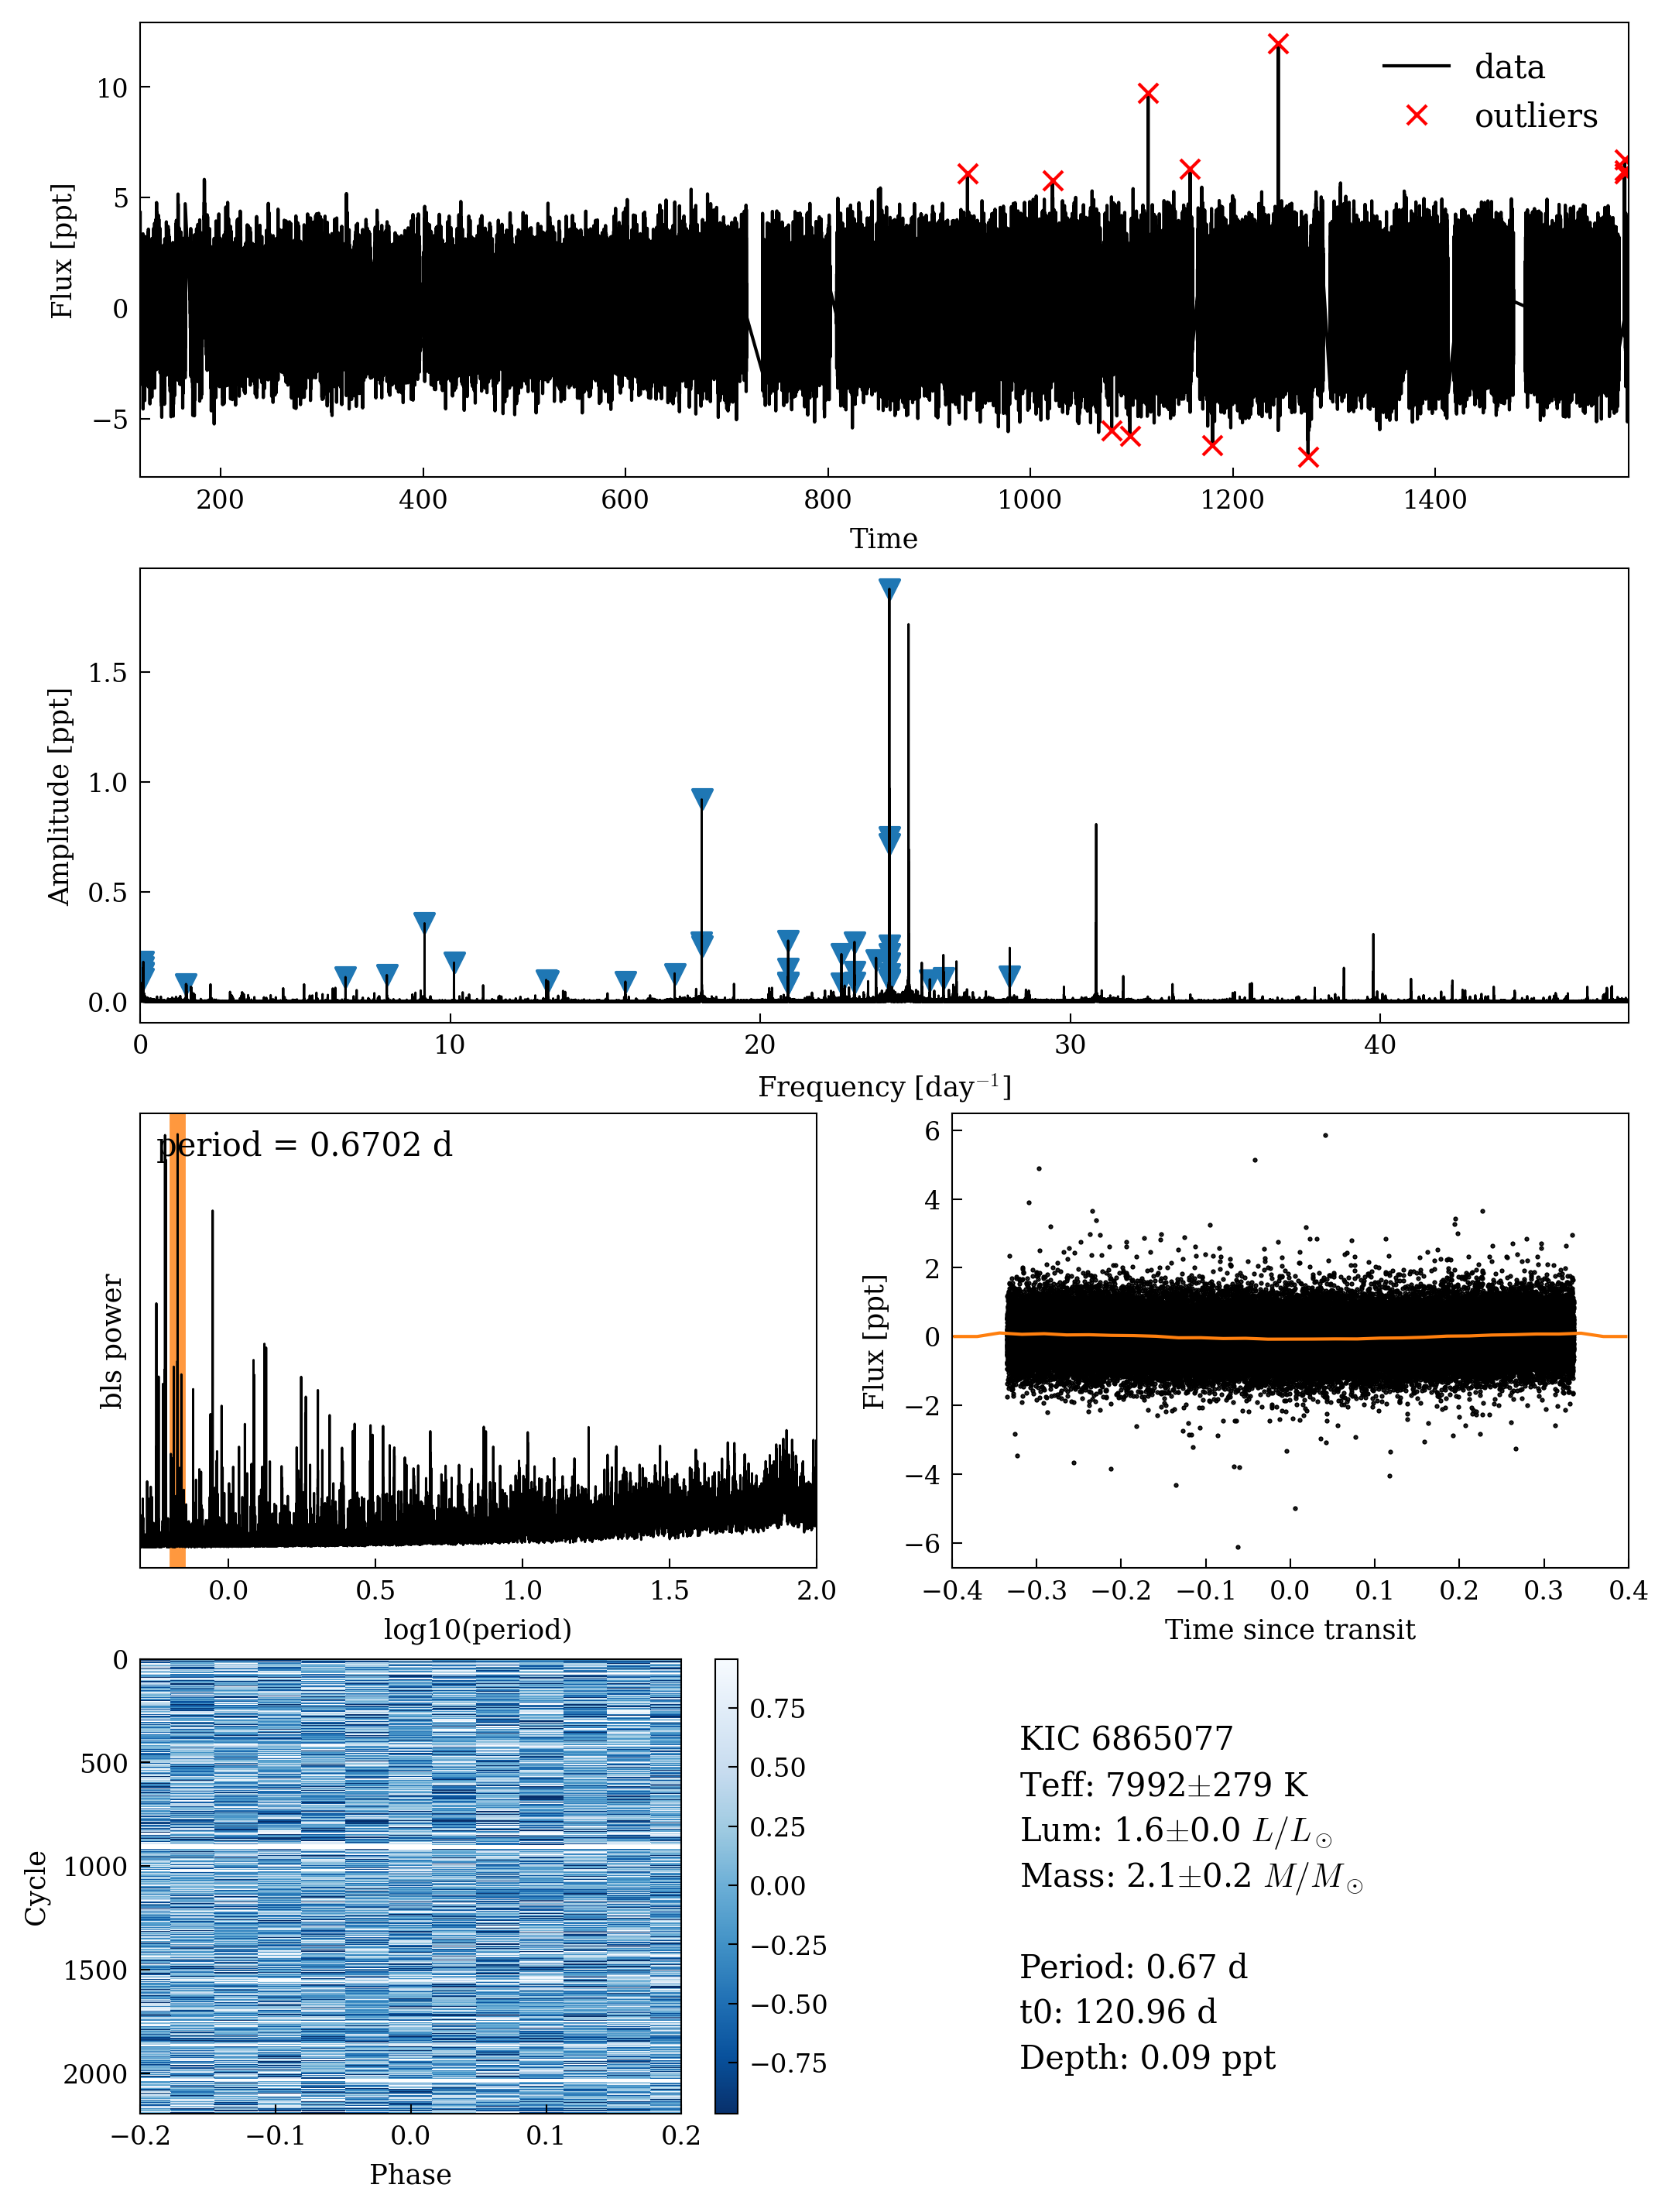 10
5
0
−5
Flux [ppt]
data
outliers
200 400 600 800 1000 1200 1400
Time
1.5
1.0
0.5
0.0
Amplitude [ppt]
0 10 20 30 40
Frequency [day⁻¹]
period = 0.6702 d
bls power
0.0 0.5 1.0 1.5 2.0
log10(period)
6
4
2
0
−2
−4
−6
Flux [ppt]
−0.4 −0.3 −0.2 −0.1 0.0 0.1 0.2 0.3 0.4
Time since transit
0
500
1000
1500
2000
Cycle
−0.2 −0.1 0.0 0.1 0.2
Phase
0.75
0.50
0.25
0.00
−0.25
−0.50
−0.75
KIC 6865077
Teff: 7992±279 K
Lum: 1.6±0.0 L/L⊙
Mass: 2.1±0.2 M/M⊙
Period: 0.67 d
t0: 120.96 d
Depth: 0.09 ppt